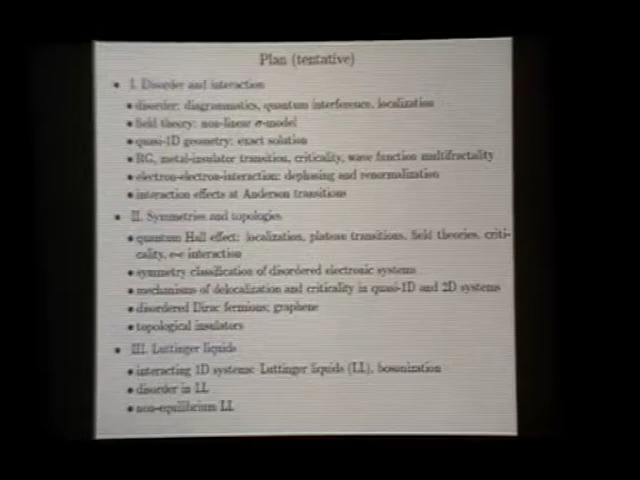 Plan (tentative)
• I. Disorder and interaction
• disorder: diagrammatics, quantum interference, localization
• field theory: non-linear σ-model
• quasi-1D geometry: exact solution
• RG, metal-insulator transition, criticality, wave function multifractality
• electron-electron-interaction: dephasing and renormalization
• interaction effects at Anderson transitions
• II. Symmetries and topologies
• quantum Hall effect: localization, plateau transitions, field theories, criti-
cality, e-e interaction
• symmetry classification of disordered electronic systems
• mechanisms of delocalization and criticality in quasi-1D and 2D systems
• disordered Dirac fermions; graphene
• topological insulators
• III. Luttinger liquids
• interacting 1D systems: Luttinger liquids (LL), bosonization
• disorder in LL
• non-equilibrium LL